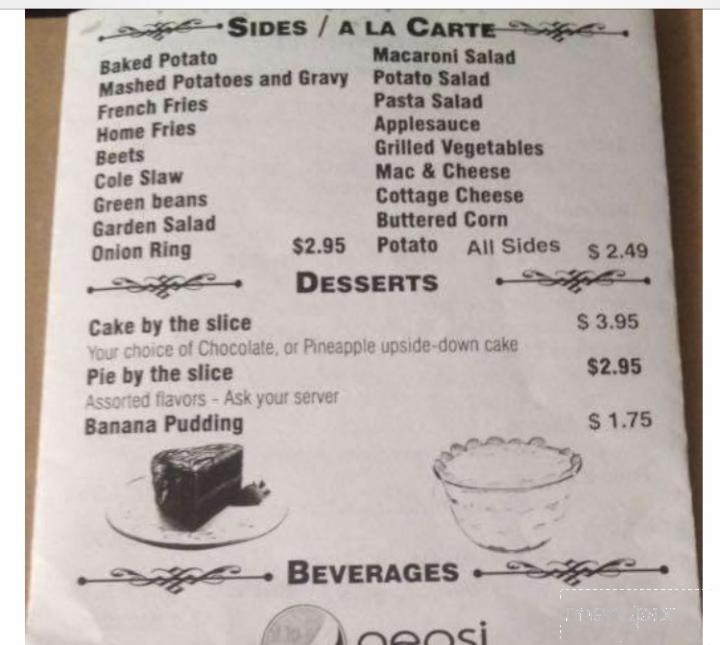 SIDES / A LA CARTE
Baked Potato
Mashed Potatoes and Gravy
French Fries
Home Fries
Beets
Cole Slaw
Green beans
Garden Salad
Onion Ring $2.95
Macaroni Salad
Potato Salad
Pasta Salad
Applesauce
Grilled Vegetables
Mac & Cheese
Cottage Cheese
Buttered Corn
Potato All Sides $ 2.49
DESSERTS
Cake by the slice $ 3.95
Your choice of Chocolate, or Pineapple upside-down cake
Pie by the slice $2.95
Assorted flavors - Ask your server
Banana Pudding $ 1.75
BEVERAGES
pepsi